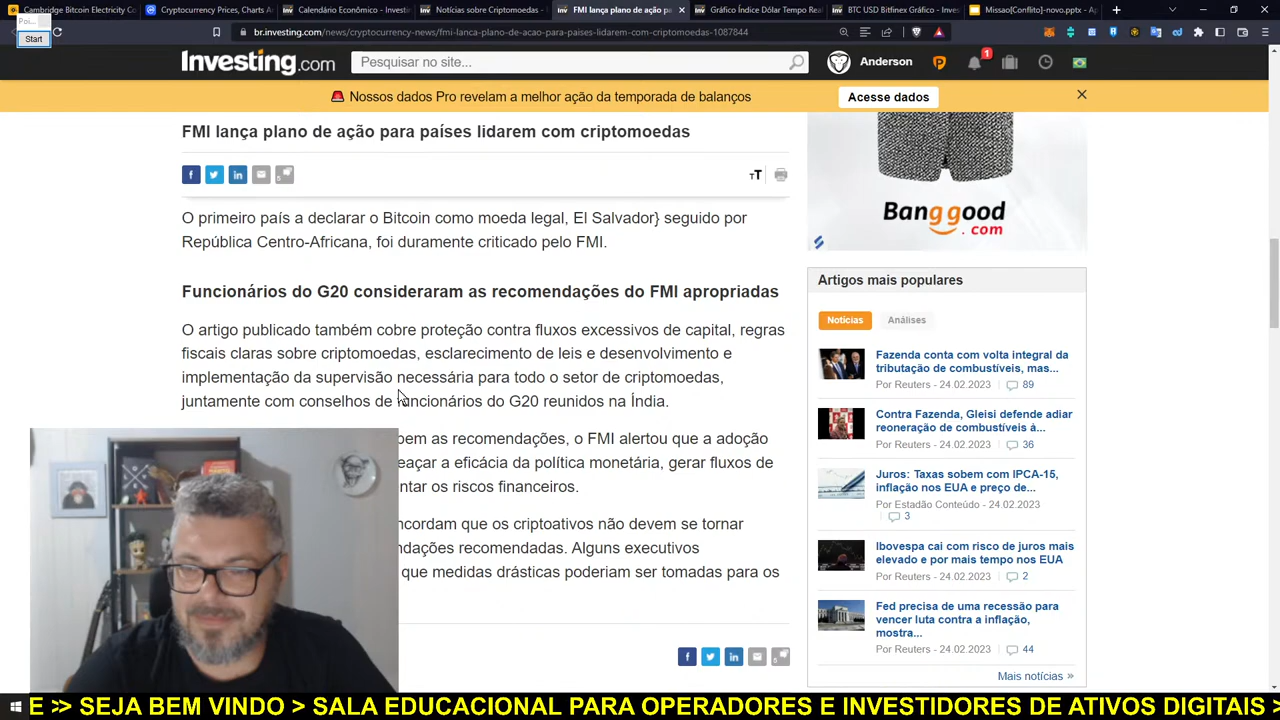 Poi...
Start
Cambridge Bitcoin Electricity Co
Cryptocurrency Prices, Charts A
Calendário Econômico - Investi
Notícias sobre Criptomoedas -
FMI lança plano de ação pa
Gráfico Índice Dólar Tempo Rea
BTC USD Bitfinex Gráfico - Inv
Missao[Conflito]-novo.pptx - Ap
br.investing.com/news/cryptocurrency-news/fmi-lanca-plano-de-acao-para-paises-lidarem-com-criptomoedas-1087844
Investing.com
Pesquisar no site...
Anderson
1
Nossos dados Pro revelam a melhor ação da temporada de balanços
Acesse dados
FMI lança plano de ação para países lidarem com criptomoedas
5
TT
O primeiro país a declarar o Bitcoin como moeda legal, El Salvador} seguido por
República Centro-Africana, foi duramente criticado pelo FMI.
Funcionários do G20 consideraram as recomendações do FMI apropriadas
O artigo publicado também cobre proteção contra fluxos excessivos de capital, regras
fiscais claras sobre criptomoedas, esclarecimento de leis e desenvolvimento e
implementação da supervisão necessária para todo o setor de criptomoedas,
juntamente com conselhos de funcionários do G20 reunidos na Índia.
bem as recomendações, o FMI alertou que a adoção
eaçar a eficácia da política monetária, gerar fluxos de
ntar os riscos financeiros.
ncordam que os criptoativos não devem se tornar
ndações recomendadas. Alguns executivos
que medidas drásticas poderiam ser tomadas para os
5
Banggood
.com
Artigos mais populares
Notícias
Análises
Fazenda conta com volta integral da
tributação de combustíveis, mas...
Por Reuters - 24.02.2023 89
Contra Fazenda, Gleisi defende adiar
reoneração de combustíveis à...
Por Reuters - 24.02.2023 36
Juros: Taxas sobem com IPCA-15,
inflação nos EUA e preço de...
Por Estadão Conteúdo - 24.02.2023
3
Ibovespa cai com risco de juros mais
elevado e por mais tempo nos EUA
Por Reuters - 24.02.2023 2
Fed precisa de uma recessão para
vencer luta contra a inflação,
mostra...
Por Reuters - 24.02.2023 44
Mais notícias »
E >> SEJA BEM VINDO > SALA EDUCACIONAL PARA OPERADORES E INVESTIDORES DE ATIVOS DIGITAIS >